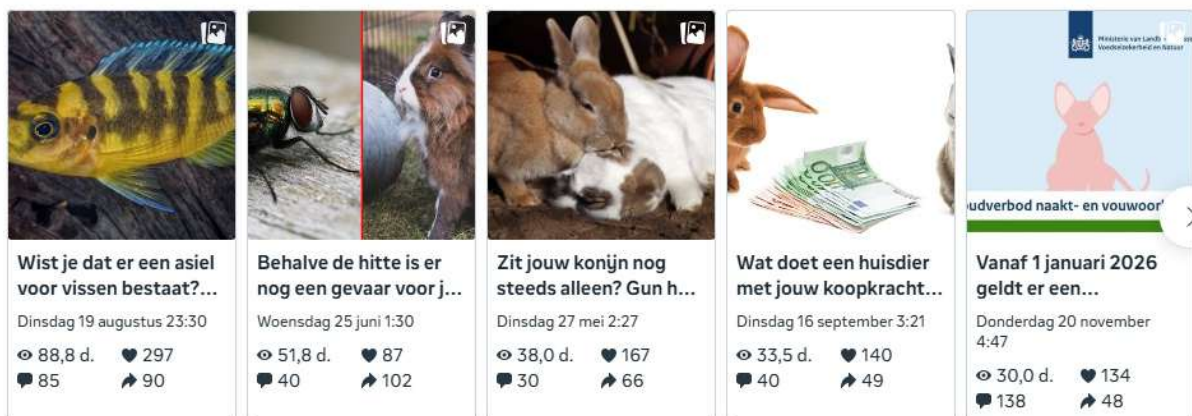 Wist je dat er een asiel
voor vissen bestaat?...
Dinsdag 19 augustus 23:30
88,8 d. 297
85 90
Behalve de hitte is er
nog een gevaar voor j...
Woensdag 25 juni 1:30
51,8 d. 87
40 102
Zit jouw konijn nog
steeds alleen? Gun h...
Dinsdag 27 mei 2:27
38,0 d. 167
30 66
Wat doet een huisdier
met jouw koopkracht...
Dinsdag 16 september 3:21
33,5 d. 140
40 49
Ministerie van Landb
Voedselzekerheid en Natuur
oudverbod naakt- en vouwoor
Vanaf 1 januari 2026
geldt er een...
Donderdag 20 november
4:47
30,0 d. 134
138 48